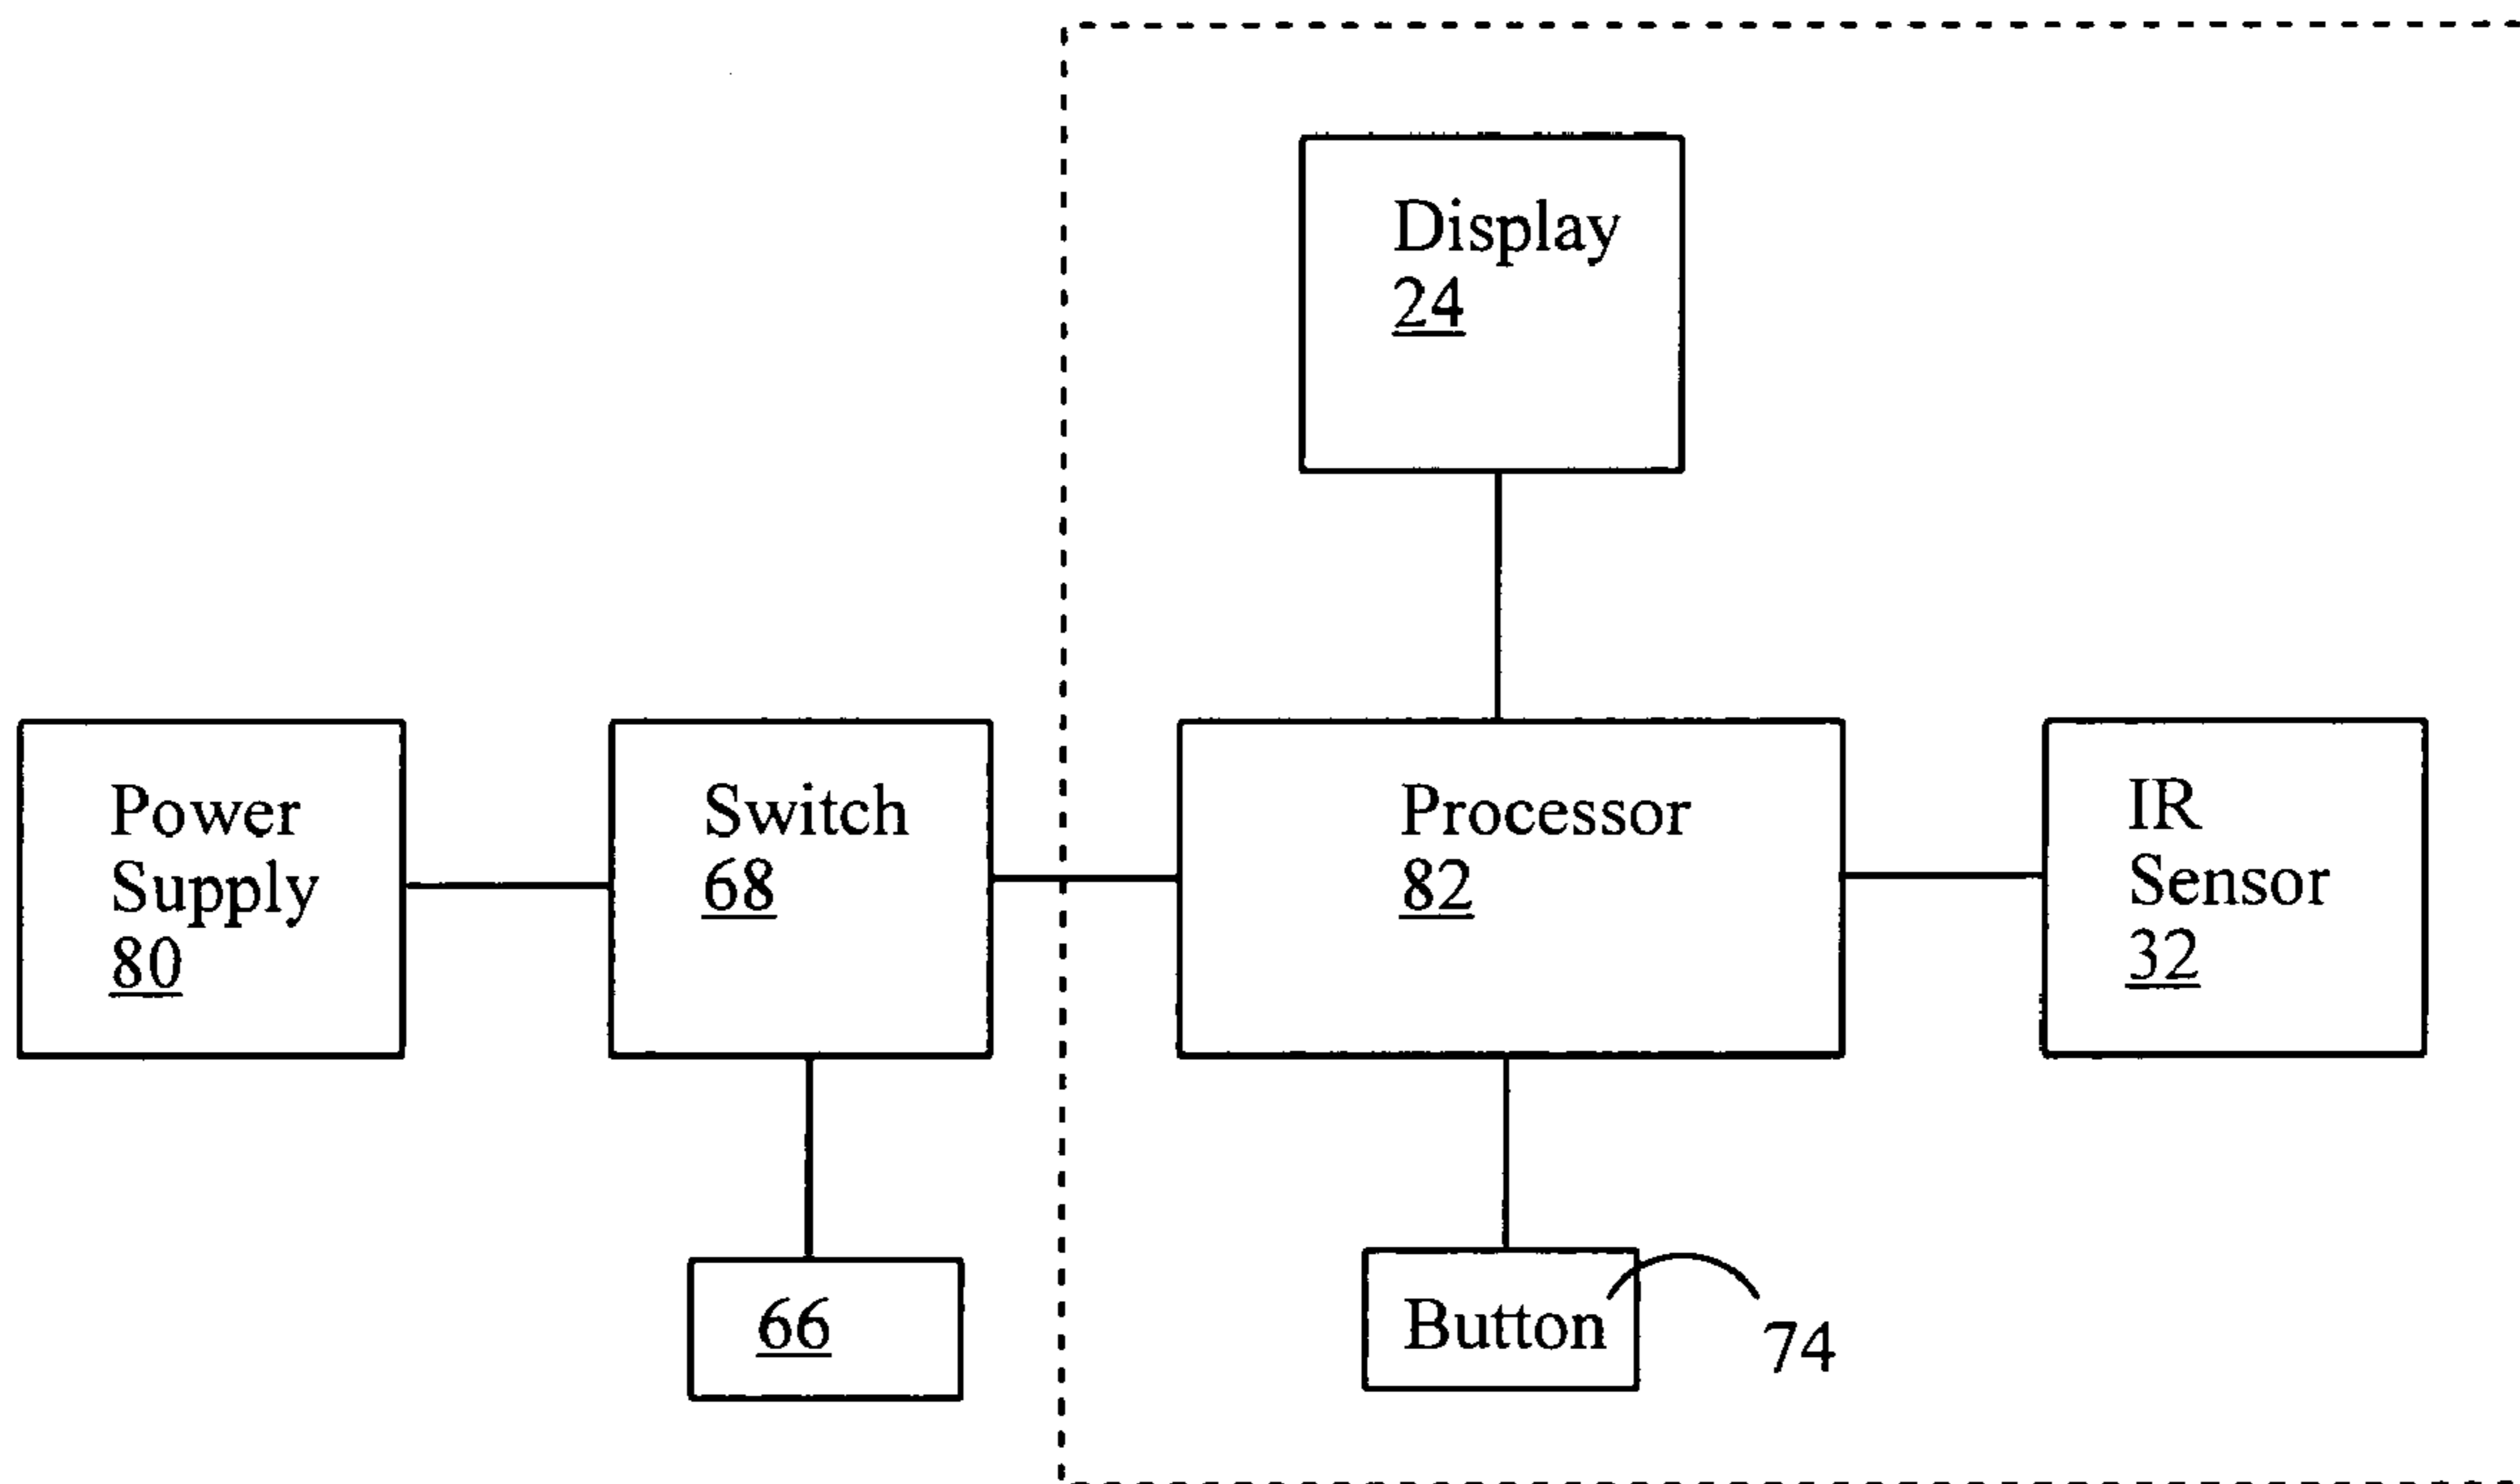 Display
24
Power
Supply
80
Switch
68
Processor
82
IR
Sensor
32
66
Button
74